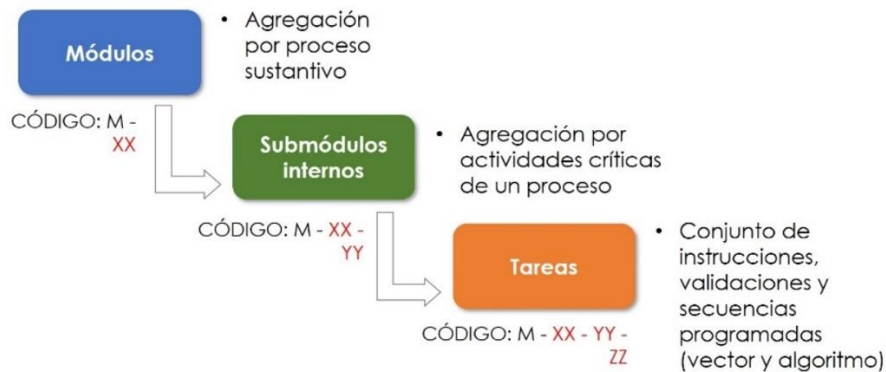 Módulos
• Agregación
por proceso
sustantivo
CÓDIGO: M -
XX
Submódulos
internos
• Agregación por
actividades críticas
de un proceso
CÓDIGO: M - XX -
YY
Tareas
• Conjunto de
instrucciones,
validaciones y
secuencias
programadas
(vector y algoritmo)
CÓDIGO: M - XX - YY -
ZZ